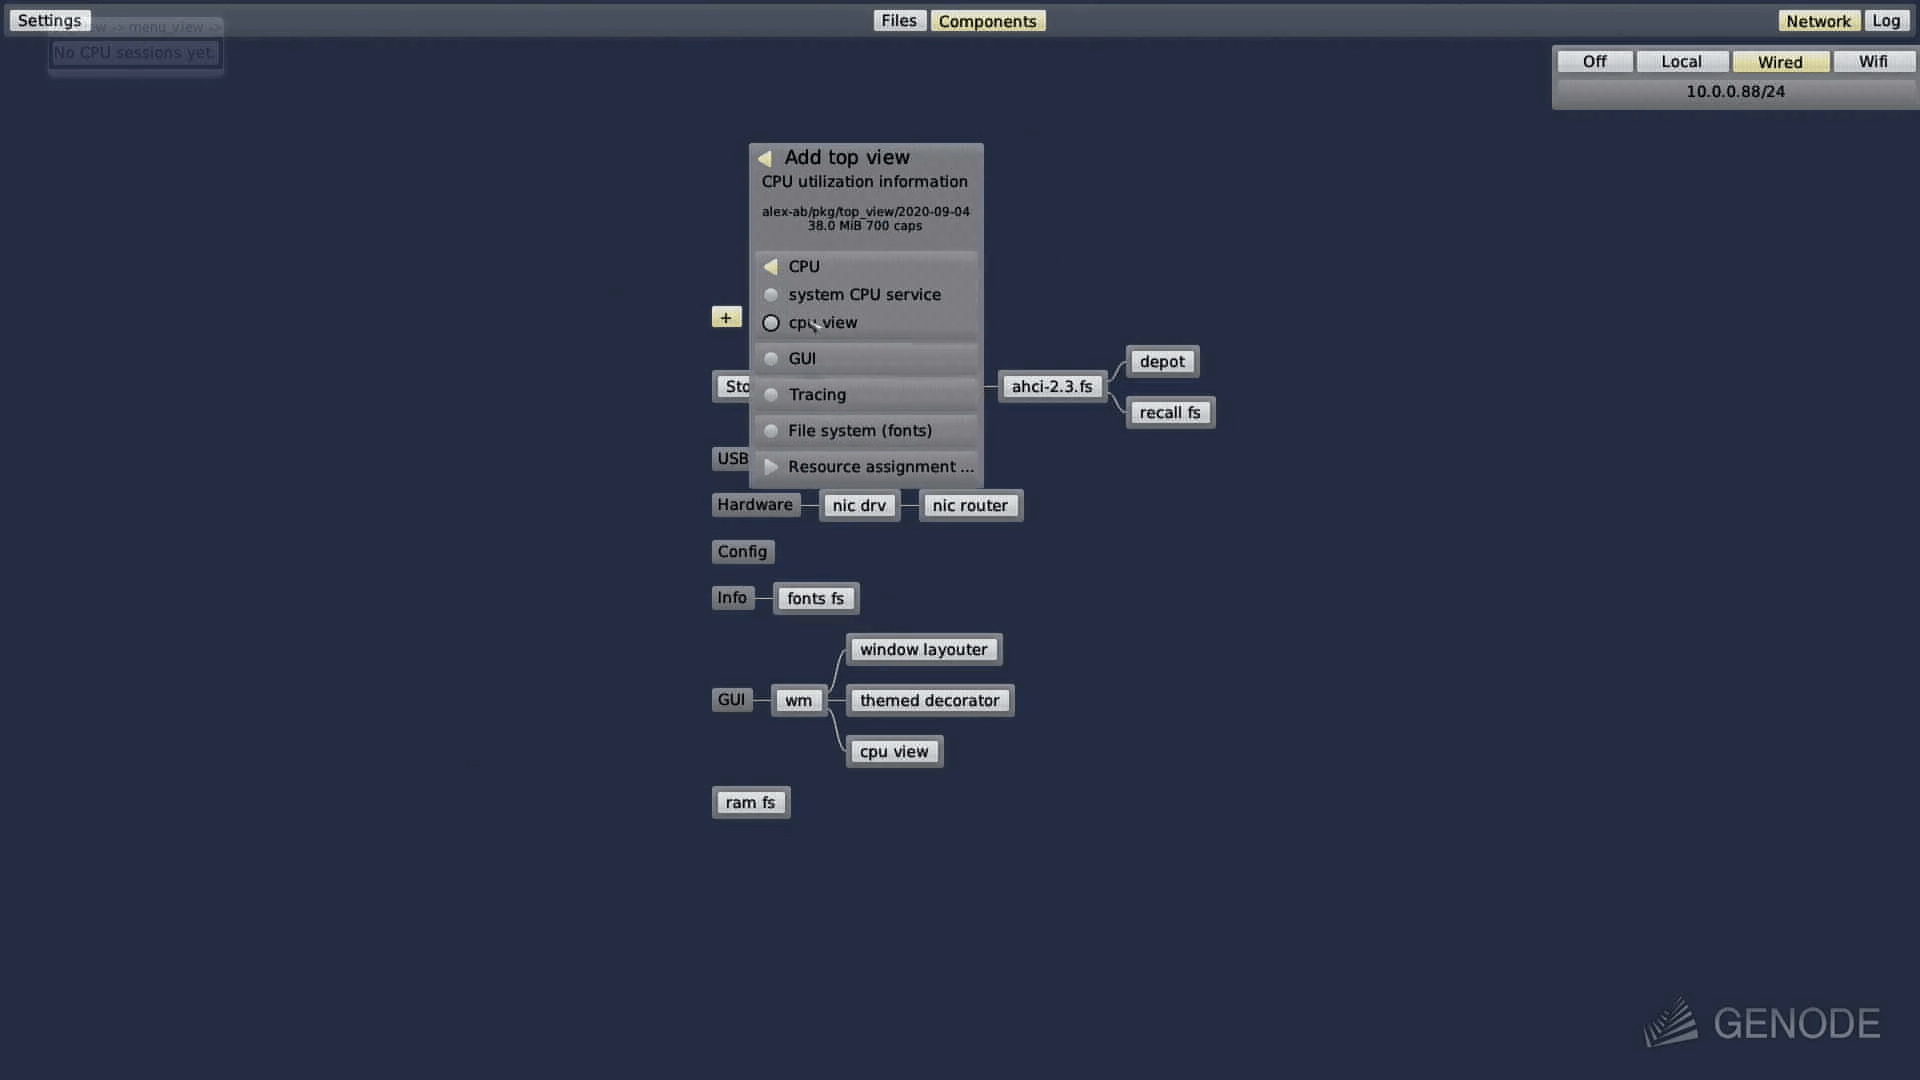 Settings
Files
Components
Network
Log
ew -> menu_view ->
No CPU sessions yet.
Off
Local
Wired
Wifi
10.0.0.88/24
Add top view
CPU utilization information
alex-ab/pkg/top_view/2020-09-04
38.0 MiB 700 caps
CPU
system CPU service
cpu view
GUI
Tracing
File system (fonts)
Resource assignment ...
+
Sto
ahci-2.3.fs
depot
recall fs
USB
Hardware
nic drv
nic router
Config
Info
fonts fs
window layouter
GUI
wm
themed decorator
cpu view
ram fs
GENODE